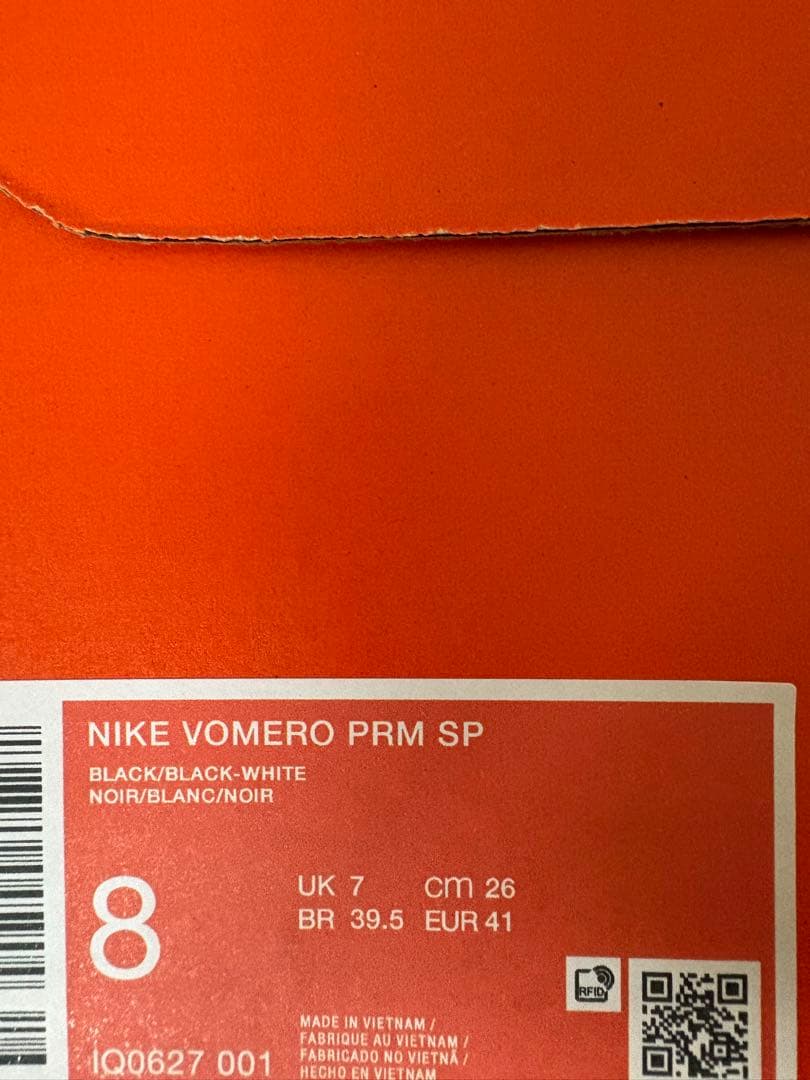 NIKE VOMERO PRM SP
BLACK/BLACK-WHITE
NOIR/BLANC/NOIR
8
UK 7 cm 26
BR 39.5 EUR 41
RFID
IQ0627 001
MADE IN VIETNAM /
FABRIQUE AU VIETNAM /
FABRICADO NO VIETNÃ /
HECHO EN VIETNAM